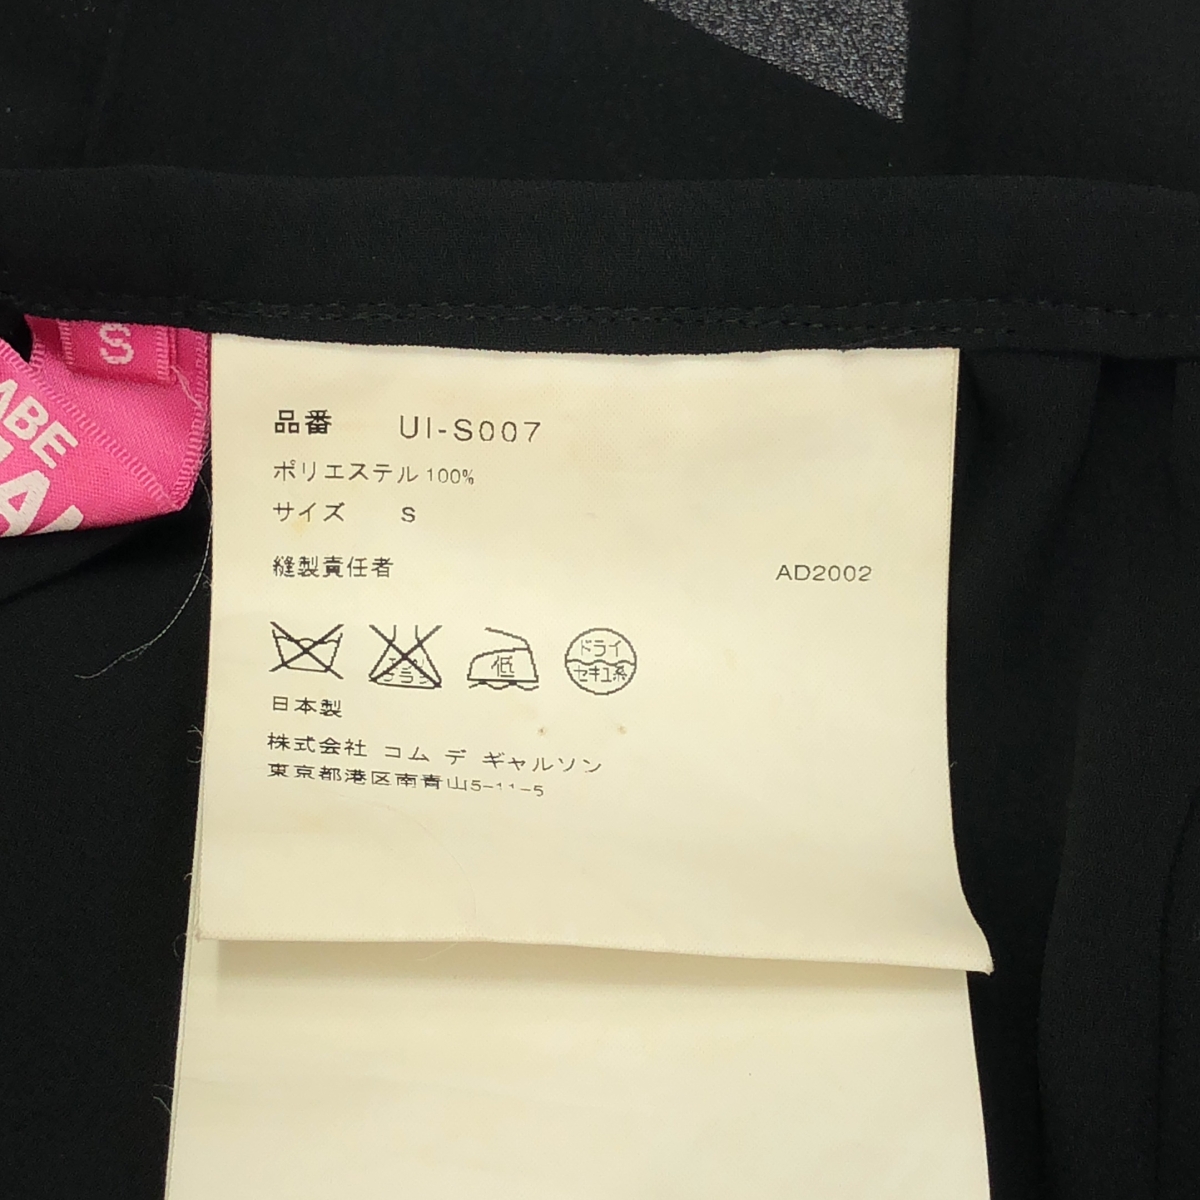 S
ABE
品番 UI-S007
ポリエステル 100%
サイズ S
縫製責任者 AD2002
低
ドライ
セキユ系
日本製
株式会社 コム デ ギャルソン
東京都港区南青山5-11-5